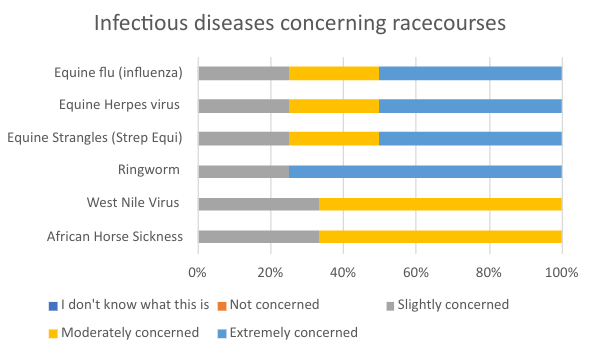 Infectious diseases concerning racecourses
Equine flu (influenza)
Equine Herpes virus
Equine Strangles (Strep Equi)
Ringworm
West Nile Virus
African Horse Sickness
0% 20% 40% 60% 80% 100%
I don't know what this is Not concerned Slightly concerned
Moderately concerned Extremely concerned